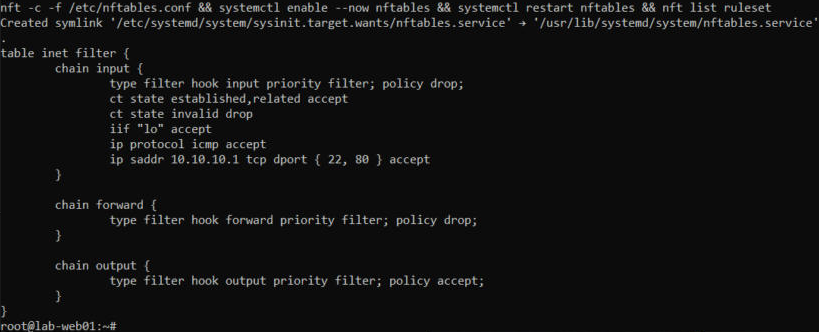 nft -c -f /etc/nftables.conf && systemctl enable --now nftables && systemctl restart nftables && nft list ruleset
Created symlink '/etc/systemd/system/sysinit.target.wants/nftables.service' → '/usr/lib/systemd/system/nftables.service'
.
table inet filter {
        chain input {
                type filter hook input priority filter; policy drop;
                ct state established,related accept
                ct state invalid drop
                iif "lo" accept
                ip protocol icmp accept
                ip saddr 10.10.10.1 tcp dport { 22, 80 } accept
        }

        chain forward {
                type filter hook forward priority filter; policy drop;
        }

        chain output {
                type filter hook output priority filter; policy accept;
        }
}
root@lab-web01:~#